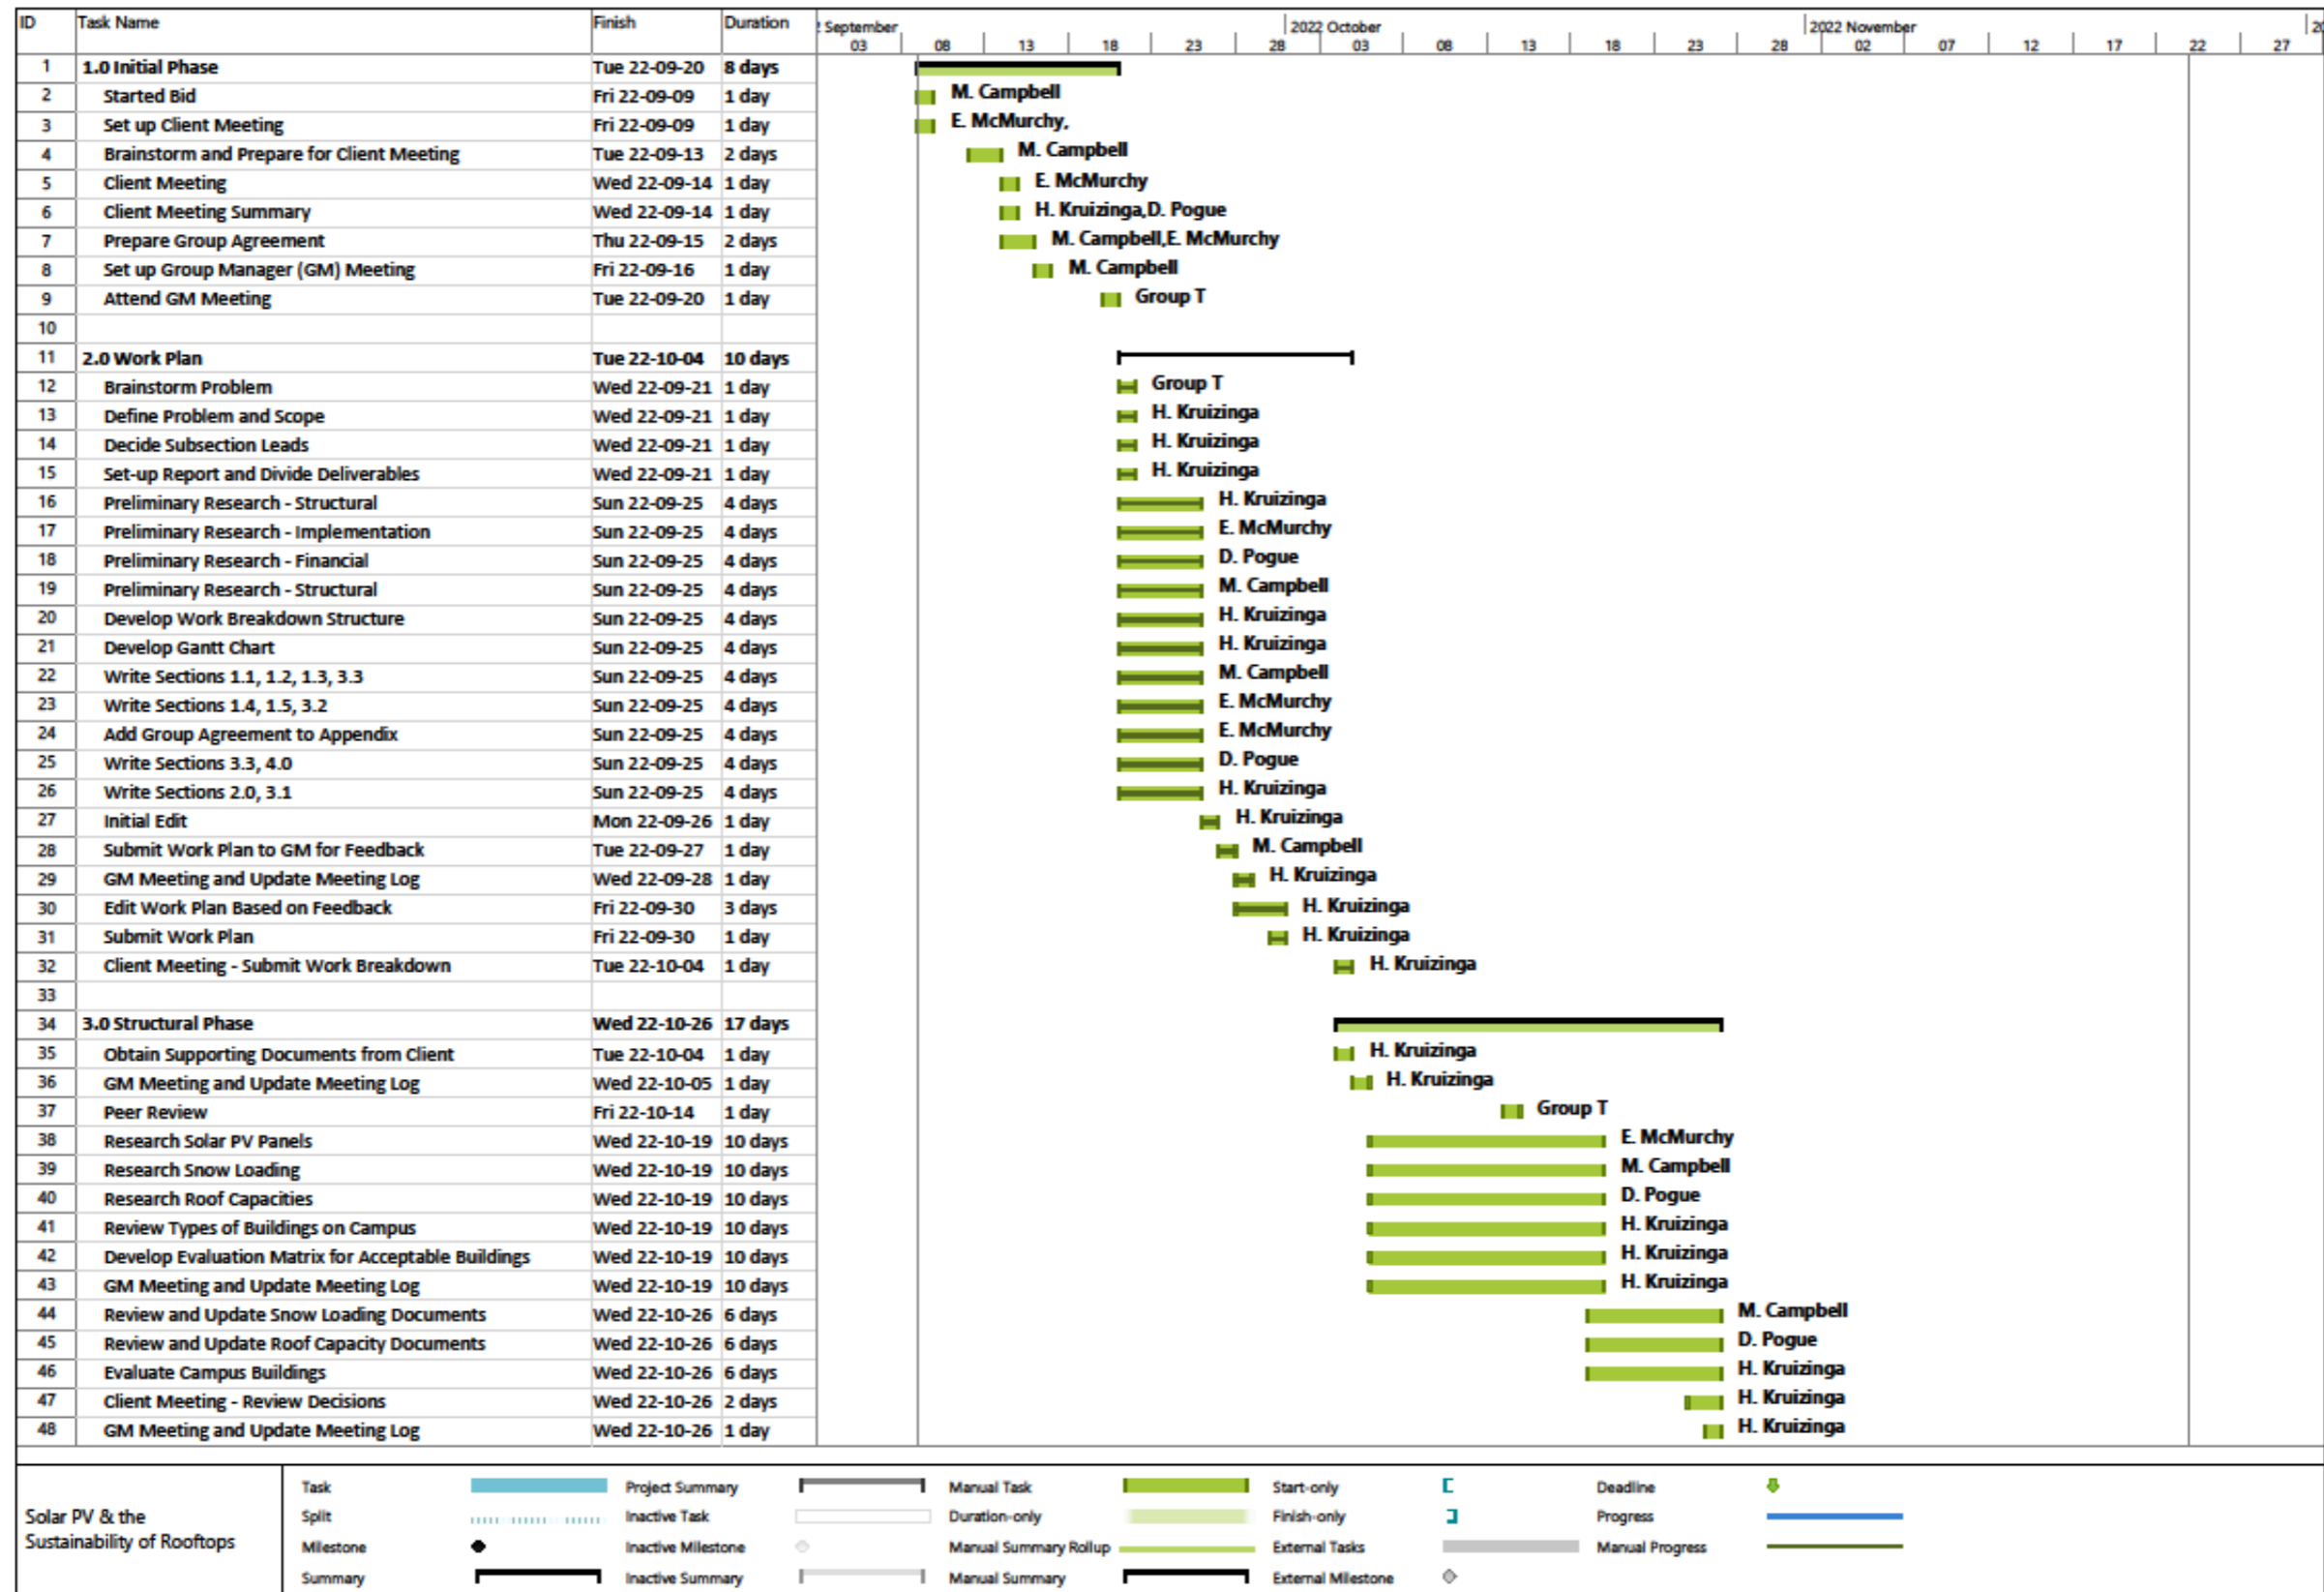 ID Task Name Finish Duration
September 2022 October 2022 November
03 08 13 18 23 28 03 08 13 18 23 28 02 07 12 17 22 27
1 1.0 Initial Phase Tue 22-09-20 8 days
2 Started Bid Fri 22-09-09 1 day M. Campbell
3 Set up Client Meeting Fri 22-09-09 1 day E. McMurchy,
4 Brainstorm and Prepare for Client Meeting Tue 22-09-13 2 days M. Campbell
5 Client Meeting Wed 22-09-14 1 day E. McMurchy
6 Client Meeting Summary Wed 22-09-14 1 day H. Kruizinga,D. Pogue
7 Prepare Group Agreement Thu 22-09-15 2 days M. Campbell,E. McMurchy
8 Set up Group Manager (GM) Meeting Fri 22-09-16 1 day M. Campbell
9 Attend GM Meeting Tue 22-09-20 1 day Group T
10
11 2.0 Work Plan Tue 22-10-04 10 days
12 Brainstorm Problem Wed 22-09-21 1 day Group T
13 Define Problem and Scope Wed 22-09-21 1 day H. Kruizinga
14 Decide Subsection Leads Wed 22-09-21 1 day H. Kruizinga
15 Set-up Report and Divide Deliverables Wed 22-09-21 1 day H. Kruizinga
16 Preliminary Research - Structural Sun 22-09-25 4 days H. Kruizinga
17 Preliminary Research - Implementation Sun 22-09-25 4 days E. McMurchy
18 Preliminary Research - Financial Sun 22-09-25 4 days D. Pogue
19 Preliminary Research - Structural Sun 22-09-25 4 days M. Campbell
20 Develop Work Breakdown Structure Sun 22-09-25 4 days H. Kruizinga
21 Develop Gantt Chart Sun 22-09-25 4 days H. Kruizinga
22 Write Sections 1.1, 1.2, 1.3, 3.3 Sun 22-09-25 4 days M. Campbell
23 Write Sections 1.4, 1.5, 3.2 Sun 22-09-25 4 days E. McMurchy
24 Add Group Agreement to Appendix Sun 22-09-25 4 days E. McMurchy
25 Write Sections 3.3, 4.0 Sun 22-09-25 4 days D. Pogue
26 Write Sections 2.0, 3.1 Sun 22-09-25 4 days H. Kruizinga
27 Initial Edit Mon 22-09-26 1 day H. Kruizinga
28 Submit Work Plan to GM for Feedback Tue 22-09-27 1 day M. Campbell
29 GM Meeting and Update Meeting Log Wed 22-09-28 1 day H. Kruizinga
30 Edit Work Plan Based on Feedback Fri 22-09-30 3 days H. Kruizinga
31 Submit Work Plan Fri 22-09-30 1 day H. Kruizinga
32 Client Meeting - Submit Work Breakdown Tue 22-10-04 1 day H. Kruizinga
33
34 3.0 Structural Phase Wed 22-10-26 17 days
35 Obtain Supporting Documents from Client Tue 22-10-04 1 day H. Kruizinga
36 GM Meeting and Update Meeting Log Wed 22-10-05 1 day H. Kruizinga
37 Peer Review Fri 22-10-14 1 day Group T
38 Research Solar PV Panels Wed 22-10-19 10 days E. McMurchy
39 Research Snow Loading Wed 22-10-19 10 days M. Campbell
40 Research Roof Capacities Wed 22-10-19 10 days D. Pogue
41 Review Types of Buildings on Campus Wed 22-10-19 10 days H. Kruizinga
42 Develop Evaluation Matrix for Acceptable Buildings Wed 22-10-19 10 days H. Kruizinga
43 GM Meeting and Update Meeting Log Wed 22-10-19 10 days H. Kruizinga
44 Review and Update Snow Loading Documents Wed 22-10-26 6 days M. Campbell
45 Review and Update Roof Capacity Documents Wed 22-10-26 6 days D. Pogue
46 Evaluate Campus Buildings Wed 22-10-26 6 days H. Kruizinga
47 Client Meeting - Review Decisions Wed 22-10-26 2 days H. Kruizinga
48 GM Meeting and Update Meeting Log Wed 22-10-26 1 day H. Kruizinga
Solar PV & the
Sustainability of Rooftops
Task Project Summary Manual Task Start-only Deadline
Split Inactive Task Duration-only Finish-only Progress
Milestone Inactive Milestone Manual Summary Rollup External Tasks Manual Progress
Summary Inactive Summary Manual Summary External Milestone